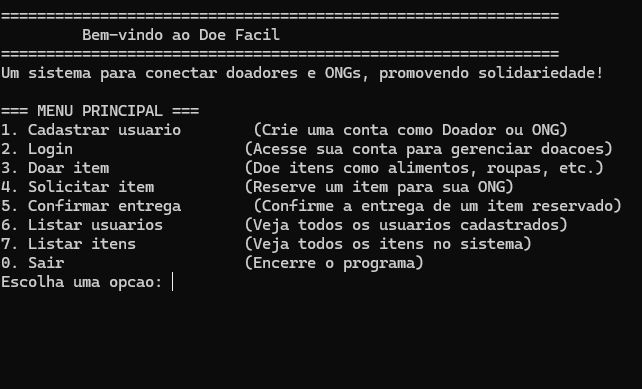 ==============================================================
Bem-vindo ao Doe Facil
==============================================================
Um sistema para conectar doadores e ONGs, promovendo solidariedade!
=== MENU PRINCIPAL ===
1. Cadastrar usuario (Crie uma conta como Doador ou ONG)
2. Login (Acesse sua conta para gerenciar doacoes)
3. Doar item (Doe itens como alimentos, roupas, etc.)
4. Solicitar item (Reserve um item para sua ONG)
5. Confirmar entrega (Confirme a entrega de um item reservado)
6. Listar usuarios (Veja todos os usuarios cadastrados)
7. Listar itens (Veja todos os itens no sistema)
0. Sair (Encerre o programa)
Escolha uma opcao: